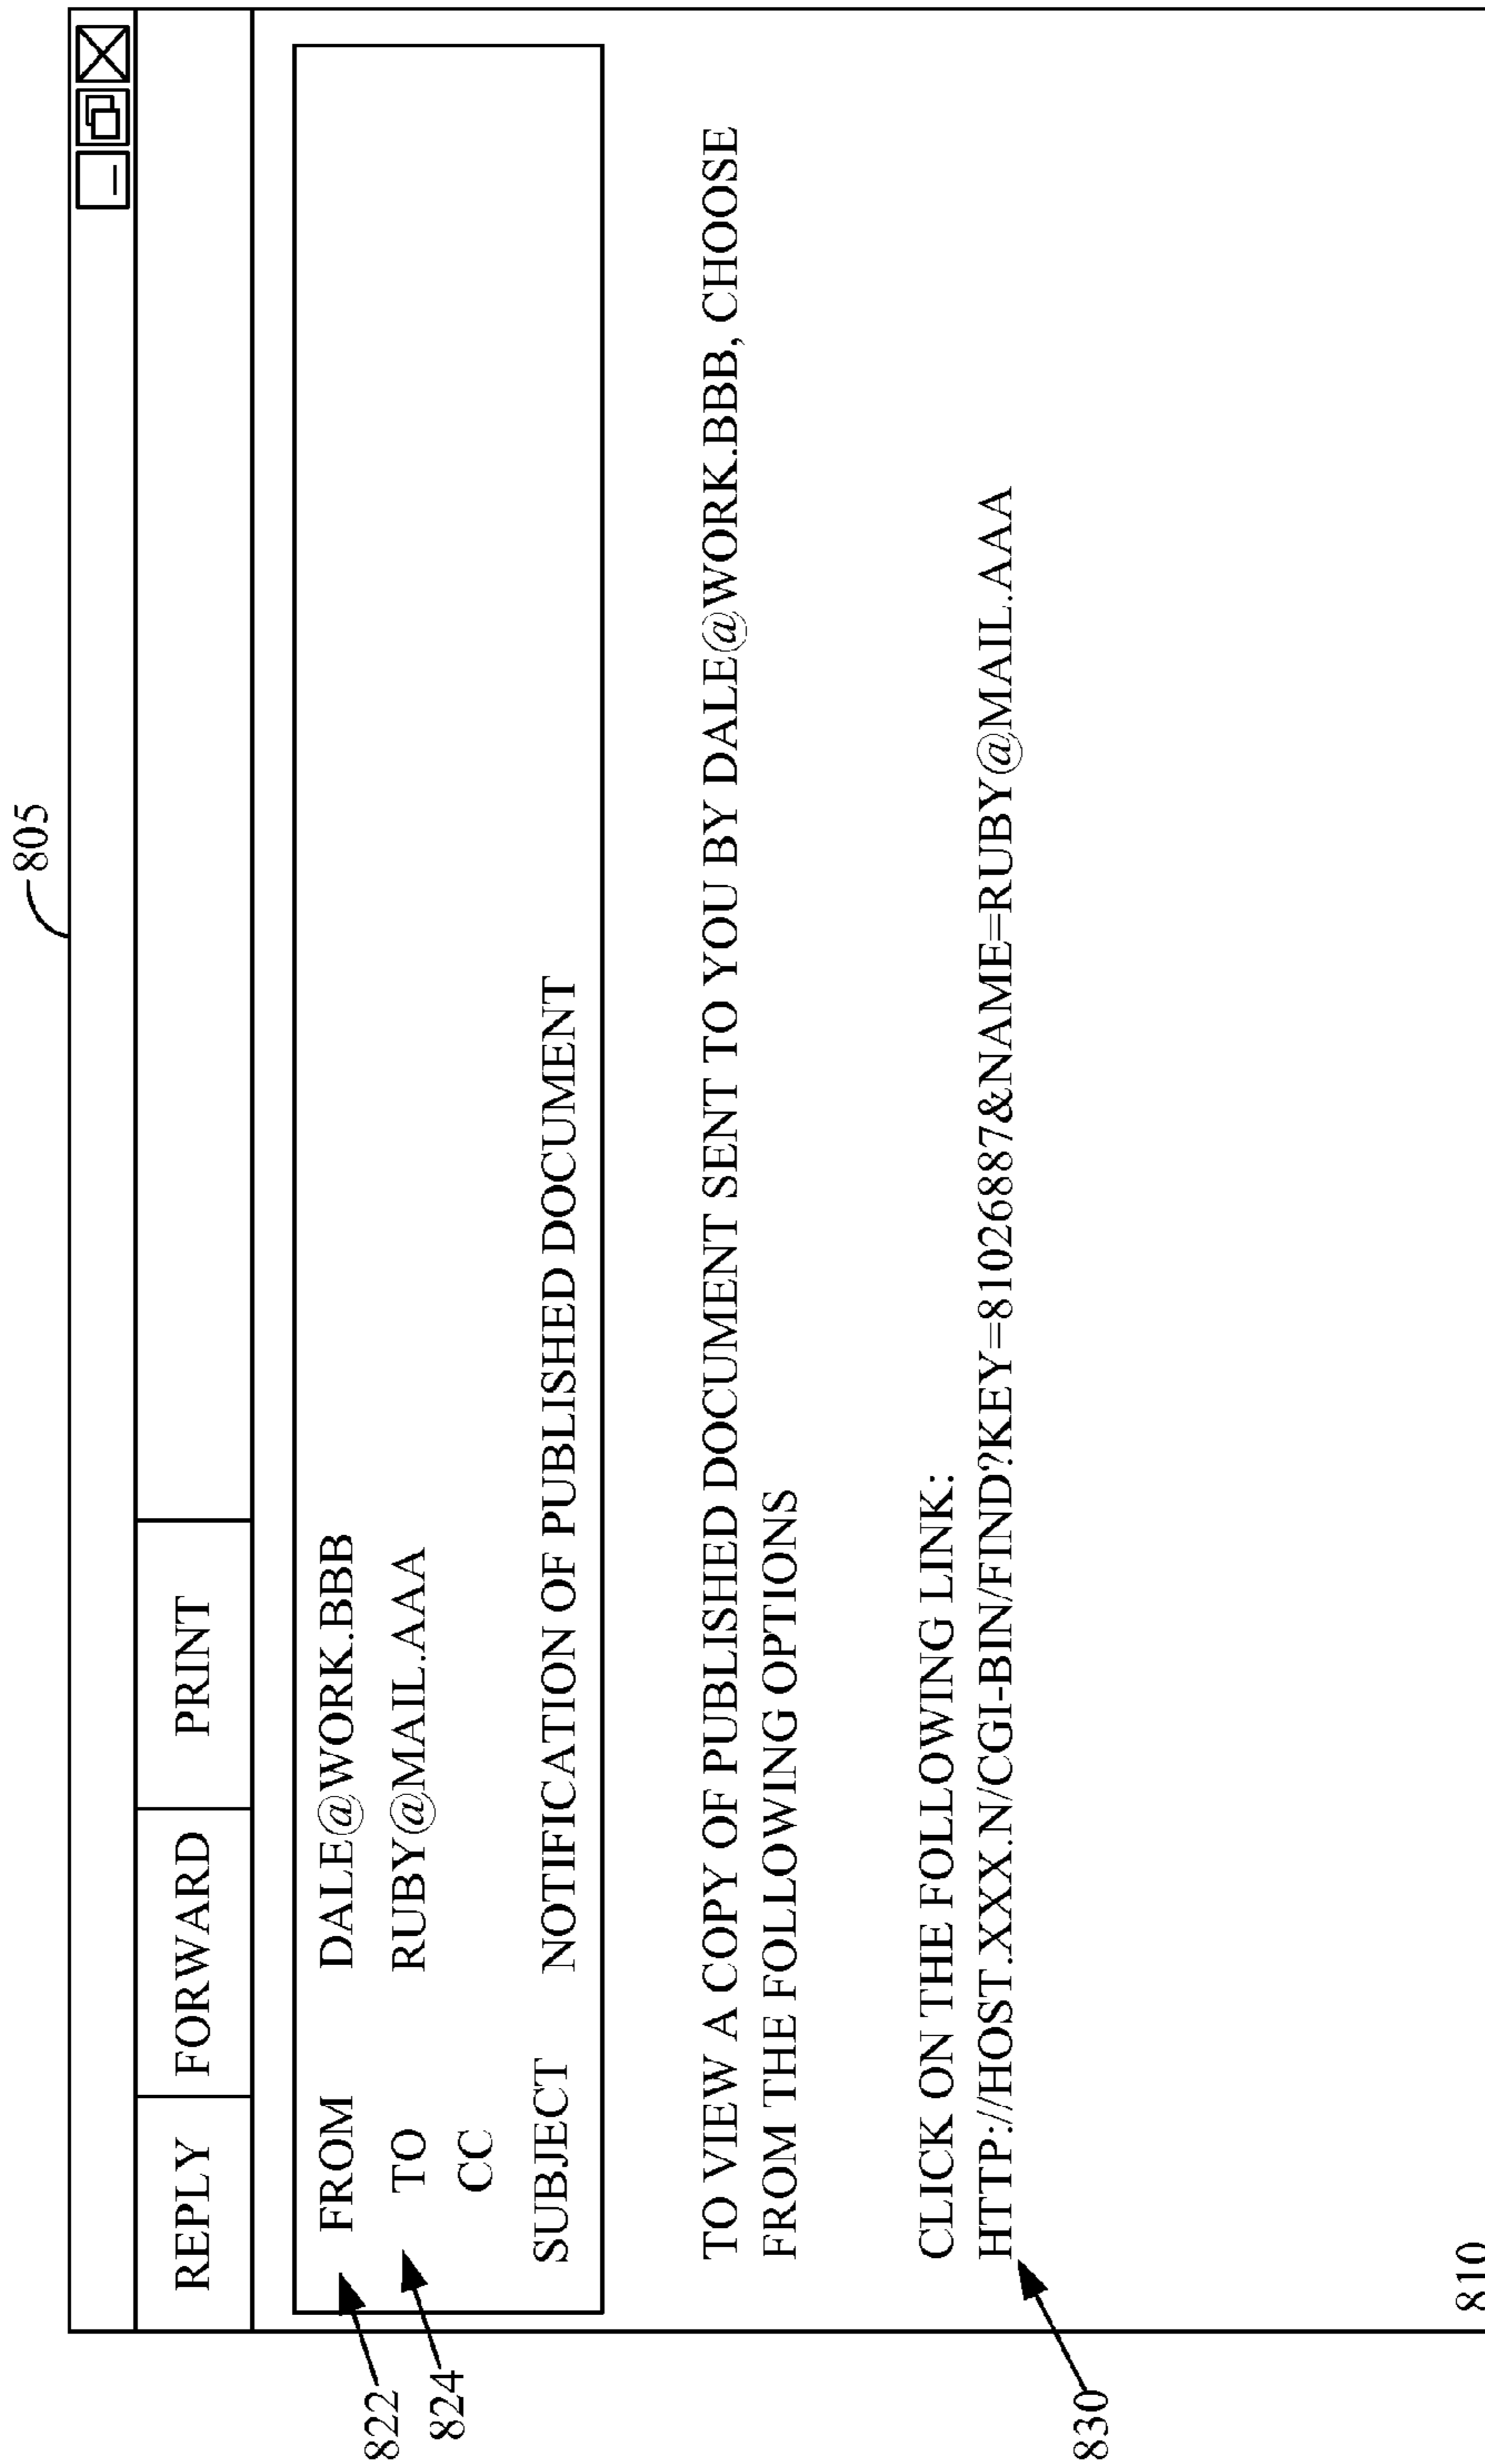 805
REPLY FORWARD PRINT
822 FROM DALE@WORK.BBB
824 TO RUBY@MAIL.AAA
CC
SUBJECT NOTIFICATION OF PUBLISHED DOCUMENT
TO VIEW A COPY OF PUBLISHED DOCUMENT SENT TO YOU BY DALE@WORK.BBB, CHOOSE
FROM THE FOLLOWING OPTIONS
CLICK ON THE FOLLOWING LINK:
830 HTTP://HOST.XXX.N/CGI-BIN/FIND?KEY=81026887&NAME=RUBY@MAIL.AAA
810